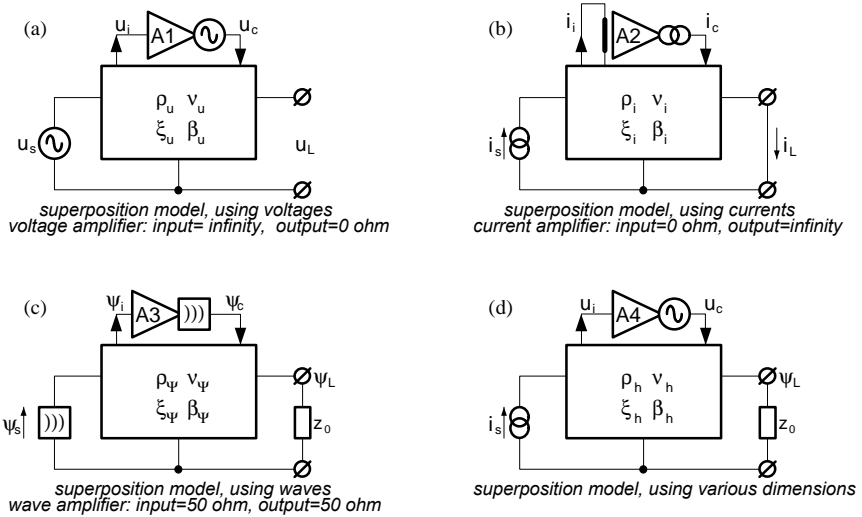 (a)
u_i A1 u_c
ρ_u ν_u
ξ_u β_u
u_s
u_L
superposition model, using voltages
voltage amplifier: input= infinity, output=0 ohm
(b)
i_i A2 i_c
ρ_i ν_i
ξ_i β_i
i_s
i_L
superposition model, using currents
current amplifier: input=0 ohm, output=infinity
(c)
ψ_i A3 ))) ψ_c
ρ_Ψ ν_Ψ
ξ_Ψ β_Ψ
ψ_L
ψ_s )))
z_0
superposition model, using waves
wave amplifier: input=50 ohm, output=50 ohm
(d)
u_i A4 u_c
ρ_h ν_h
ξ_h β_h
ψ_L
i_s
z_0
superposition model, using various dimensions